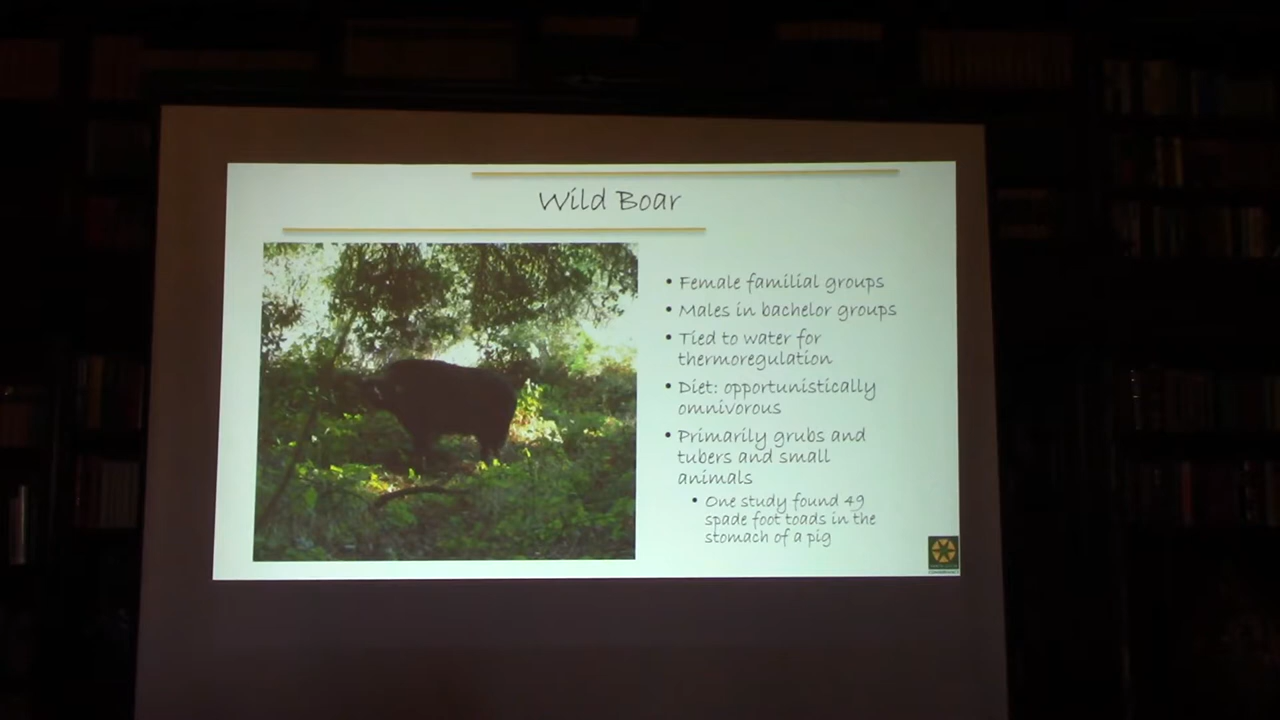 Wild Boar
• Female familial groups
• Males in bachelor groups
• Tied to water for
thermoregulation
• Diet: opportunistically
omnivorous
• Primarily grubs and
tubers and small
animals
• One study found 49
spade foot toads in the
stomach of a pig